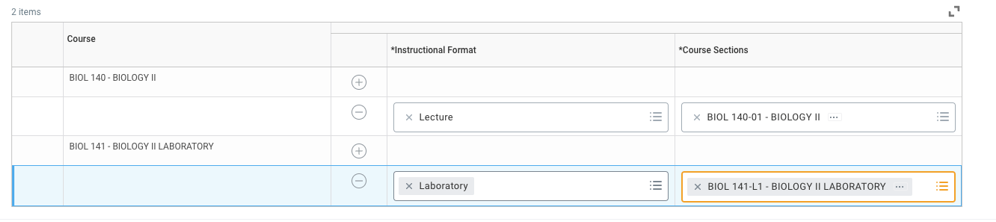 2 items
Course
*Instructional Format
*Course Sections
BIOL 140 - BIOLOGY II
Lecture
BIOL 140-01 - BIOLOGY II
BIOL 141 - BIOLOGY II LABORATORY
Laboratory
BIOL 141-L1 - BIOLOGY II LABORATORY